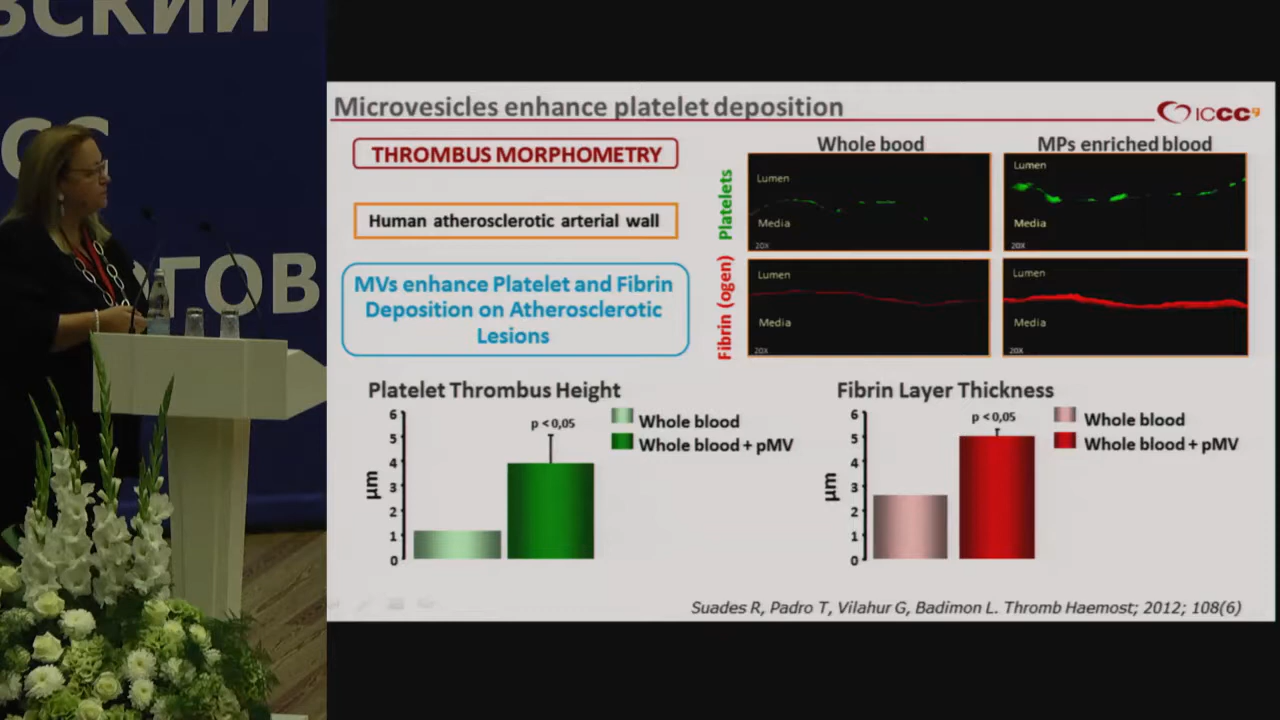 ВСКИЙ
СС
ТОВ
Microvesicles enhance platelet deposition
ICCC
THROMBUS MORPHOMETRY
Human atherosclerotic arterial wall
MVs enhance Platelet and Fibrin
Deposition on Atherosclerotic
Lesions
Whole bood
MPs enriched blood
Platelets
Lumen
Media
20X
Lumen
Media
20X
Fibrin (ogen)
Lumen
Media
20X
Lumen
Media
20X
Platelet Thrombus Height
6
5
4
3
2
1
0
μm
p < 0,05
Whole blood
Whole blood + pMV
Fibrin Layer Thickness
6
5
4
3
2
1
0
μm
p < 0,05
Whole blood
Whole blood + pMV
Suades R, Padro T, Vilahur G, Badimon L. Thromb Haemost; 2012; 108(6)